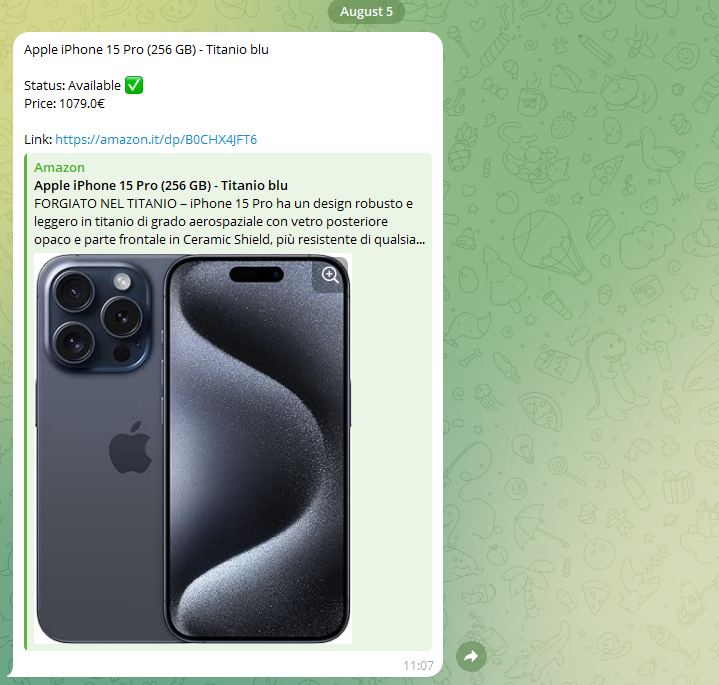 August 5
Apple iPhone 15 Pro (256 GB) - Titanio blu
Status: Available ✅
Price: 1079.0€
Link: https://amazon.it/dp/B0CHX4JFT6
Amazon
Apple iPhone 15 Pro (256 GB) - Titanio blu
FORGIATO NEL TITANIO – iPhone 15 Pro ha un design robusto e
leggero in titanio di grado aerospaziale con vetro posteriore
opaco e parte frontale in Ceramic Shield, più resistente di qualsia...
11:07